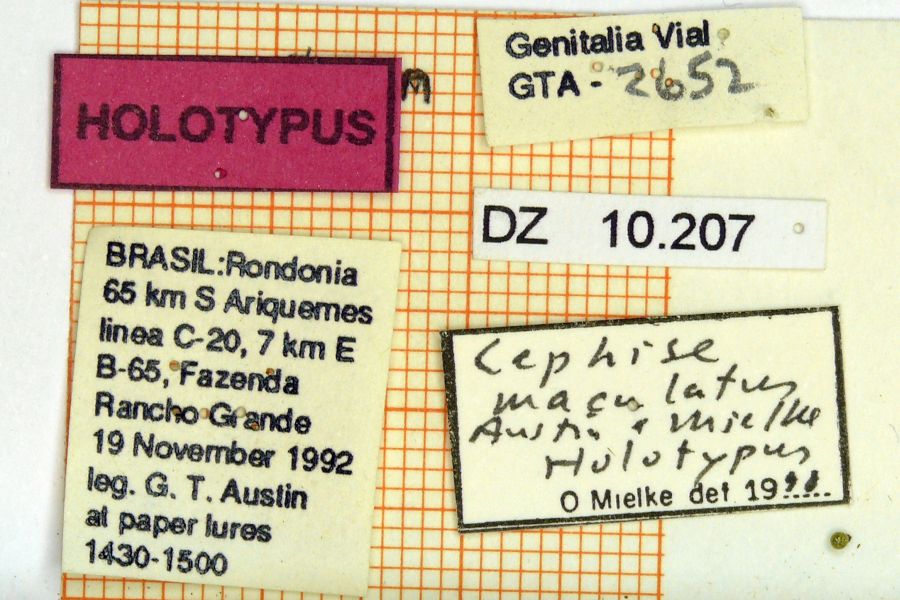 HOLOTYPUS
Genitalia Vial
GTA - 2652
DZ 10.207
BRASIL:Rondonia
65 km S Ariquemes
linea C-20, 7 km E
B-65, Fazenda
Rancho Grande
19 November 1992
leg. G. T. Austin
at paper lures
1430-1500
Cephise
maculatus
Austin & Mielke
Holotypus
O Mielke det 19